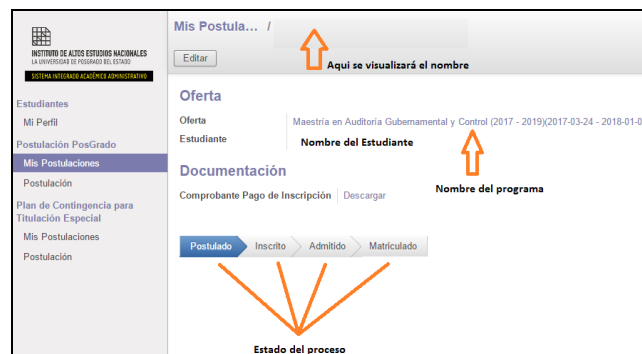 INSTITUTO DE ALTOS ESTUDIOS NACIONALES
LA UNIVERSIDAD DE POSGRADO DEL ESTADO
SISTEMA INTEGRADO ACADÉMICO ADMINISTRATIVO
Estudiantes
Mi Perfil
Postulación PosGrado
Mis Postulaciones
Postulación
Plan de Contingencia para
Titulación Especial
Mis Postulaciones
Postulación
Mis Postula... /
Editar
Aqui se visualizará el nombre
Oferta
Oferta Maestría en Auditoría Gubernamental y Control (2017 - 2019)(2017-03-24 - 2018-01-0
Estudiante Nombre del Estudiante
Nombre del programa
Documentación
Comprobante Pago de Inscripción Descargar
Postulado Inscrito Admitido Matriculado
Estado del proceso